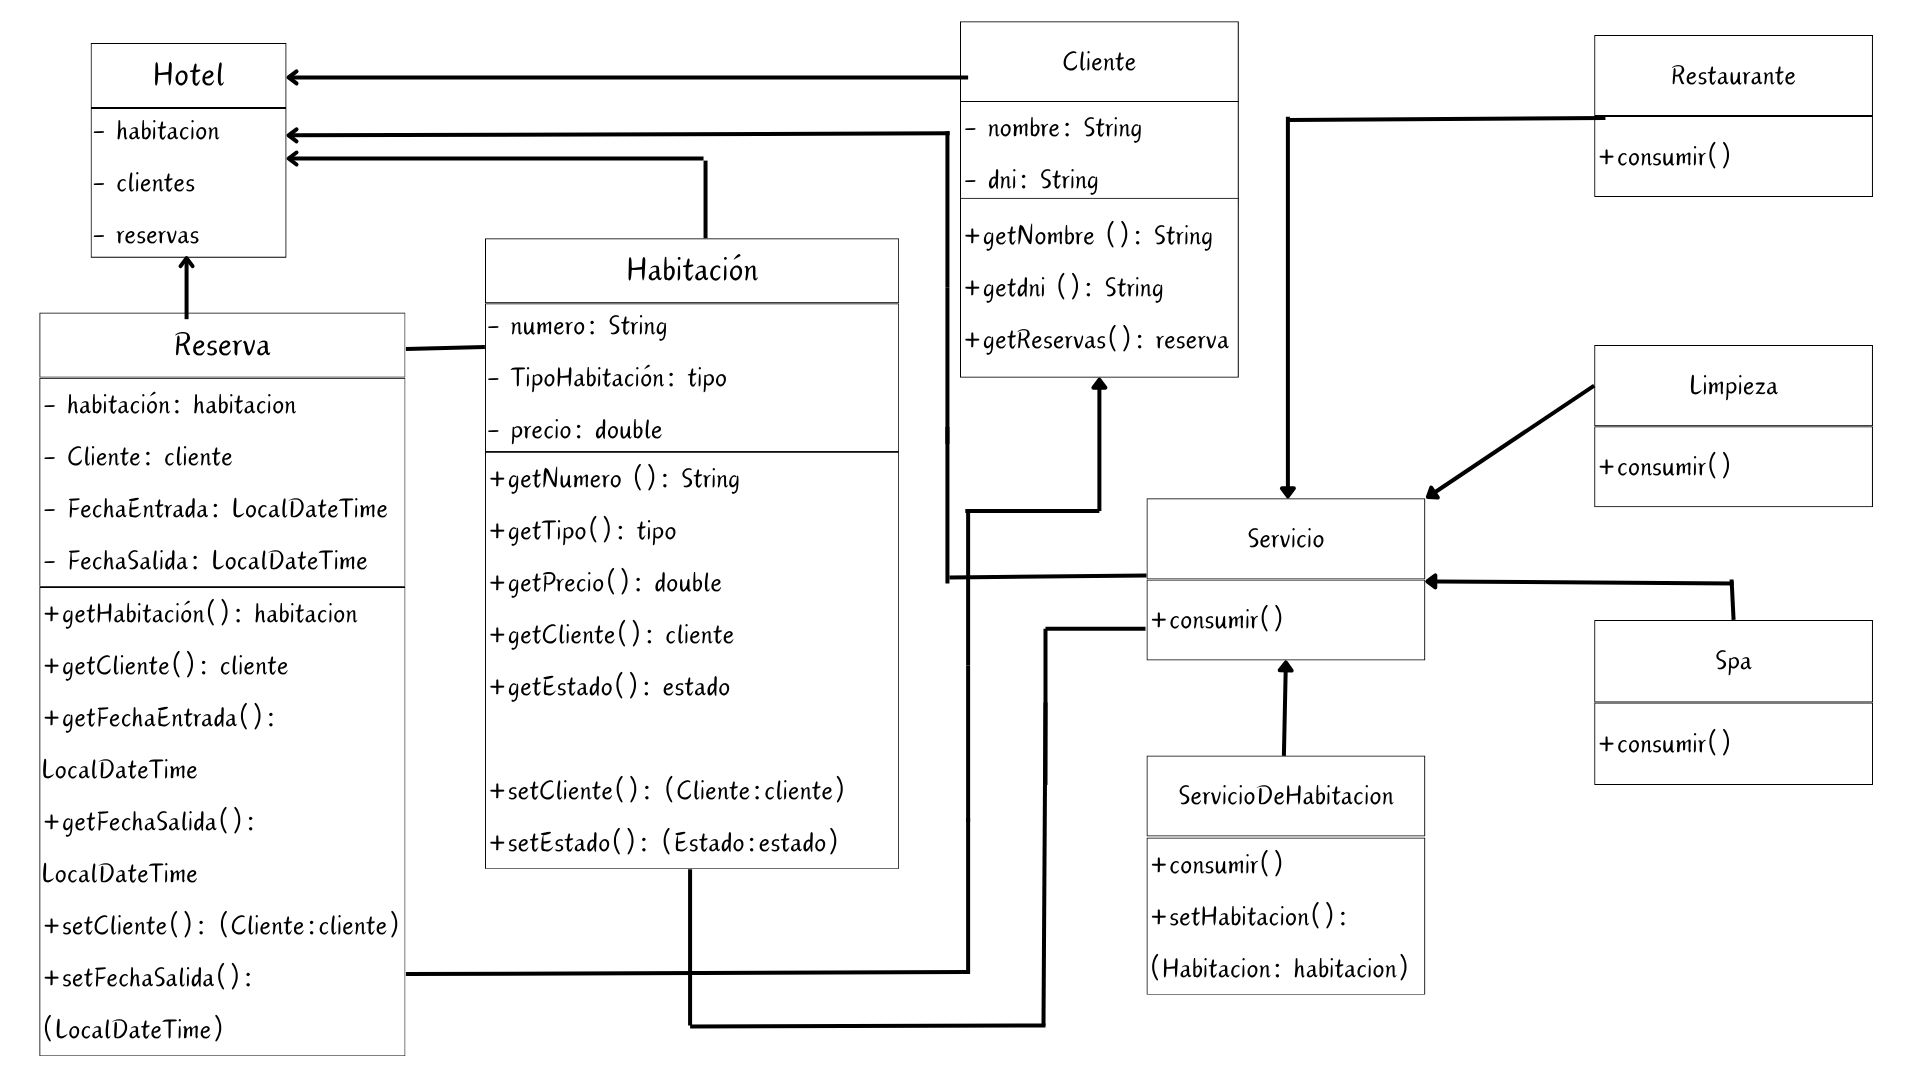 Hotel
- habitacion
- clientes
- reservas
Reserva
- habitación: habitacion
- Cliente: cliente
- FechaEntrada: LocalDateTime
- FechaSalida: LocalDateTime
+getHabitación(): habitacion
+getCliente(): cliente
+getFechaEntrada():
LocalDateTime
+getFechaSalida():
LocalDateTime
+setCliente(): (Cliente:cliente)
+setFechaSalida():
(LocalDateTime)
Habitación
- numero: String
- TipoHabitación: tipo
- precio: double
+getNumero (): String
+getTipo(): tipo
+getPrecio(): double
+getCliente(): cliente
+getEstado(): estado
+setCliente(): (Cliente:cliente)
+setEstado(): (Estado:estado)
Cliente
- nombre: String
- dni: String
+getNombre (): String
+getdni (): String
+getReservas(): reserva
Servicio
+consumir()
ServicioDeHabitacion
+consumir()
+setHabitacion():
(Habitacion: habitacion)
Restaurante
+consumir()
Limpieza
+consumir()
Spa
+consumir()